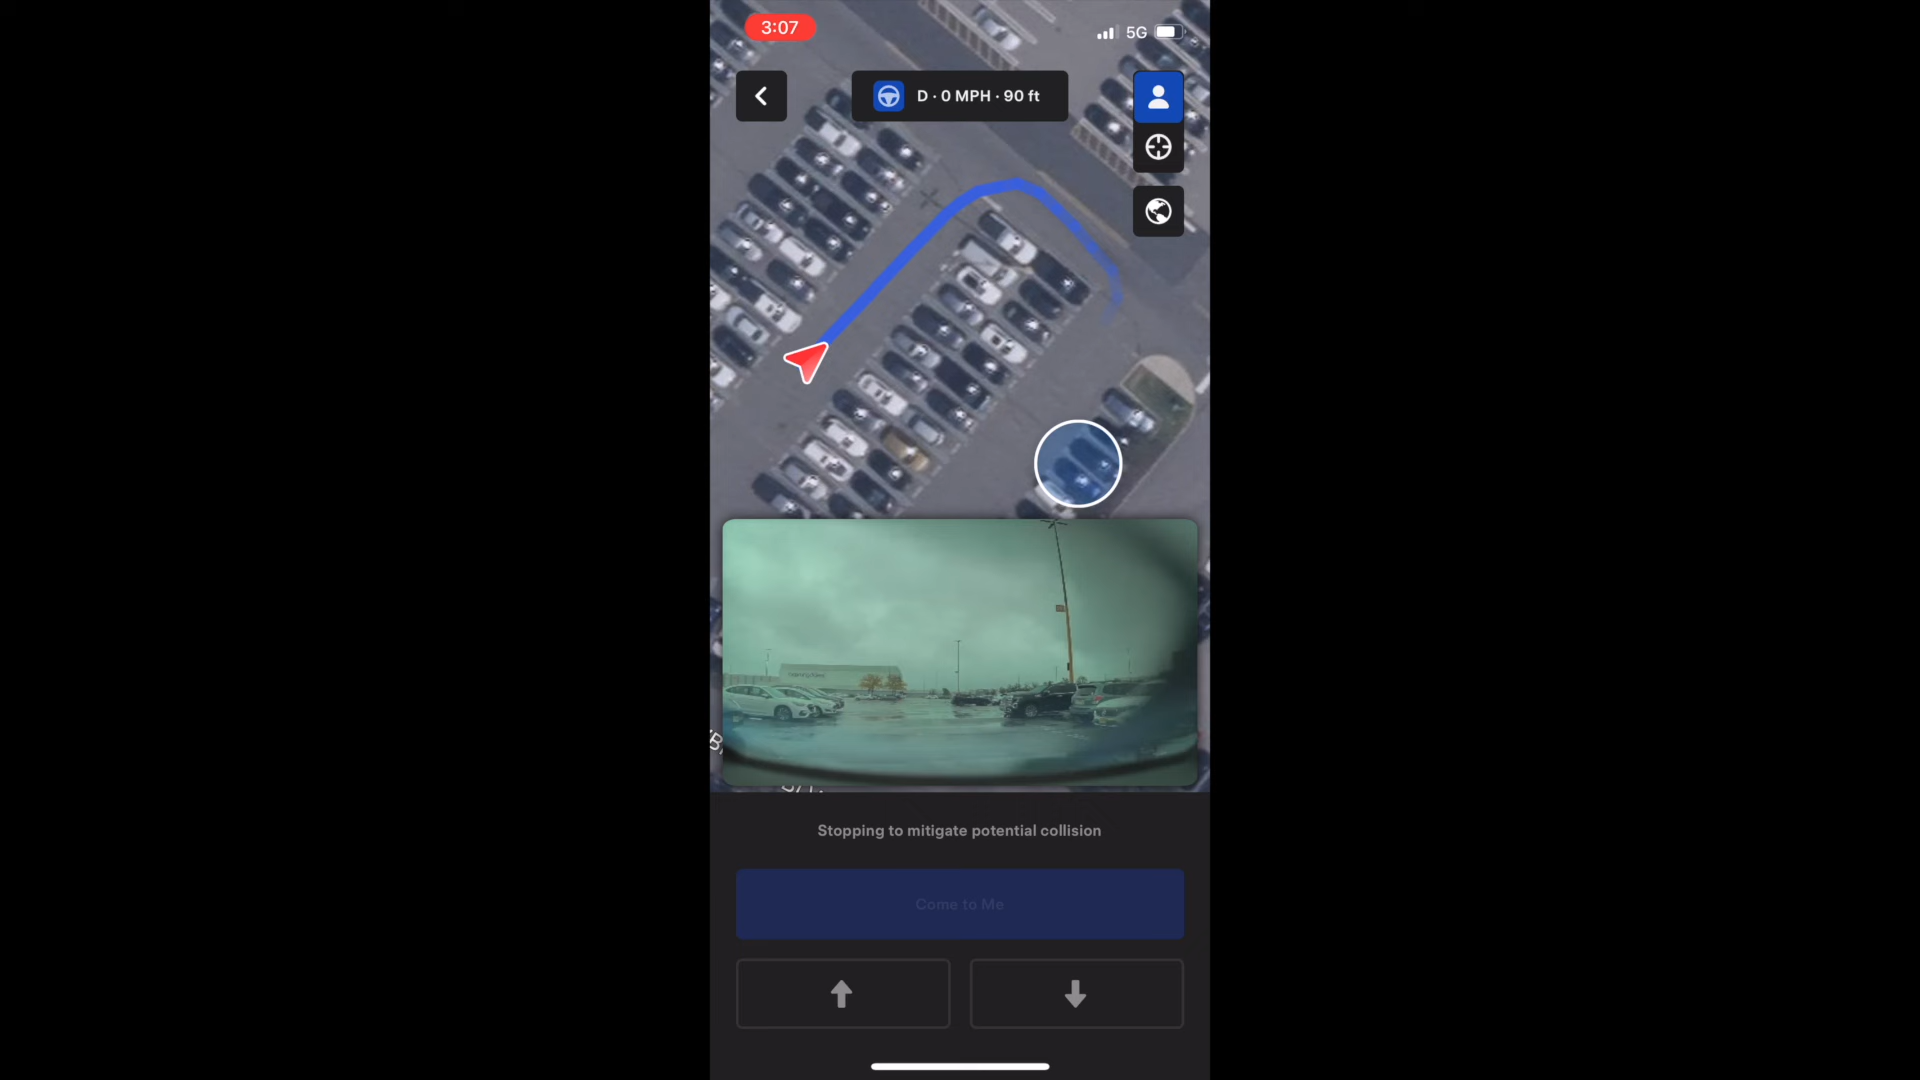 3:07
5G
D · 0 MPH · 90 ft
Stopping to mitigate potential collision
Come to Me